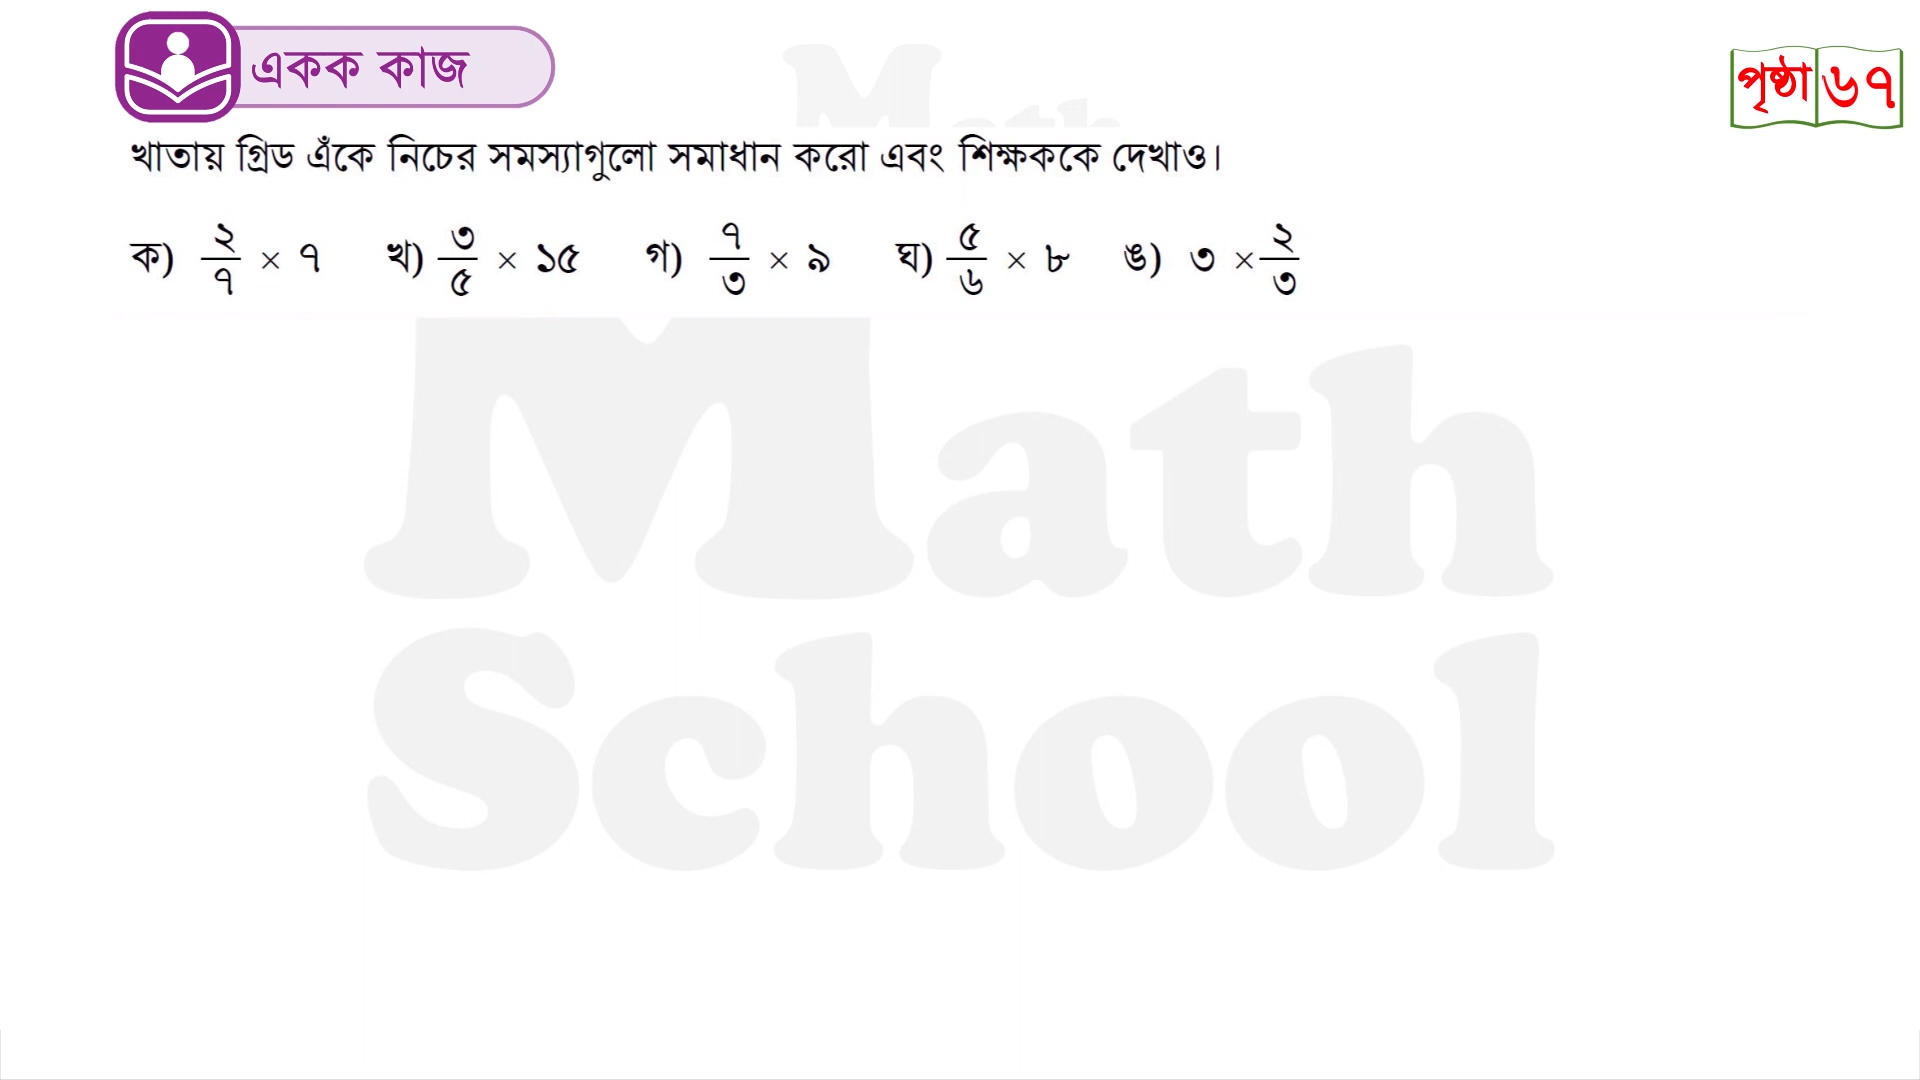 একক কাজ
পৃষ্ঠা ৬৭
খাতায় গ্রিড এঁকে নিচের সমস্যাগুলো সমাধান করো এবং শিক্ষককে দেখাও।
ক) ২/৭ × ৭ খ) ৩/৫ × ১৫ গ) ৭/৩ × ৯ ঘ) ৫/৬ × ৮ ঙ) ৩ × ২/৩
Math
Math
School